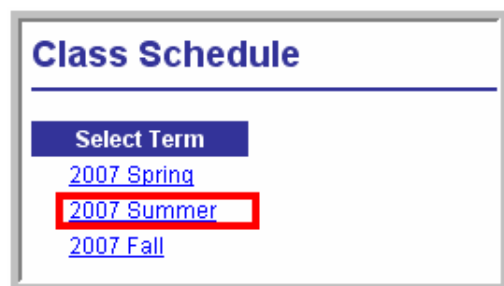 Class Schedule
Select Term
2007 Spring
2007 Summer
2007 Fall